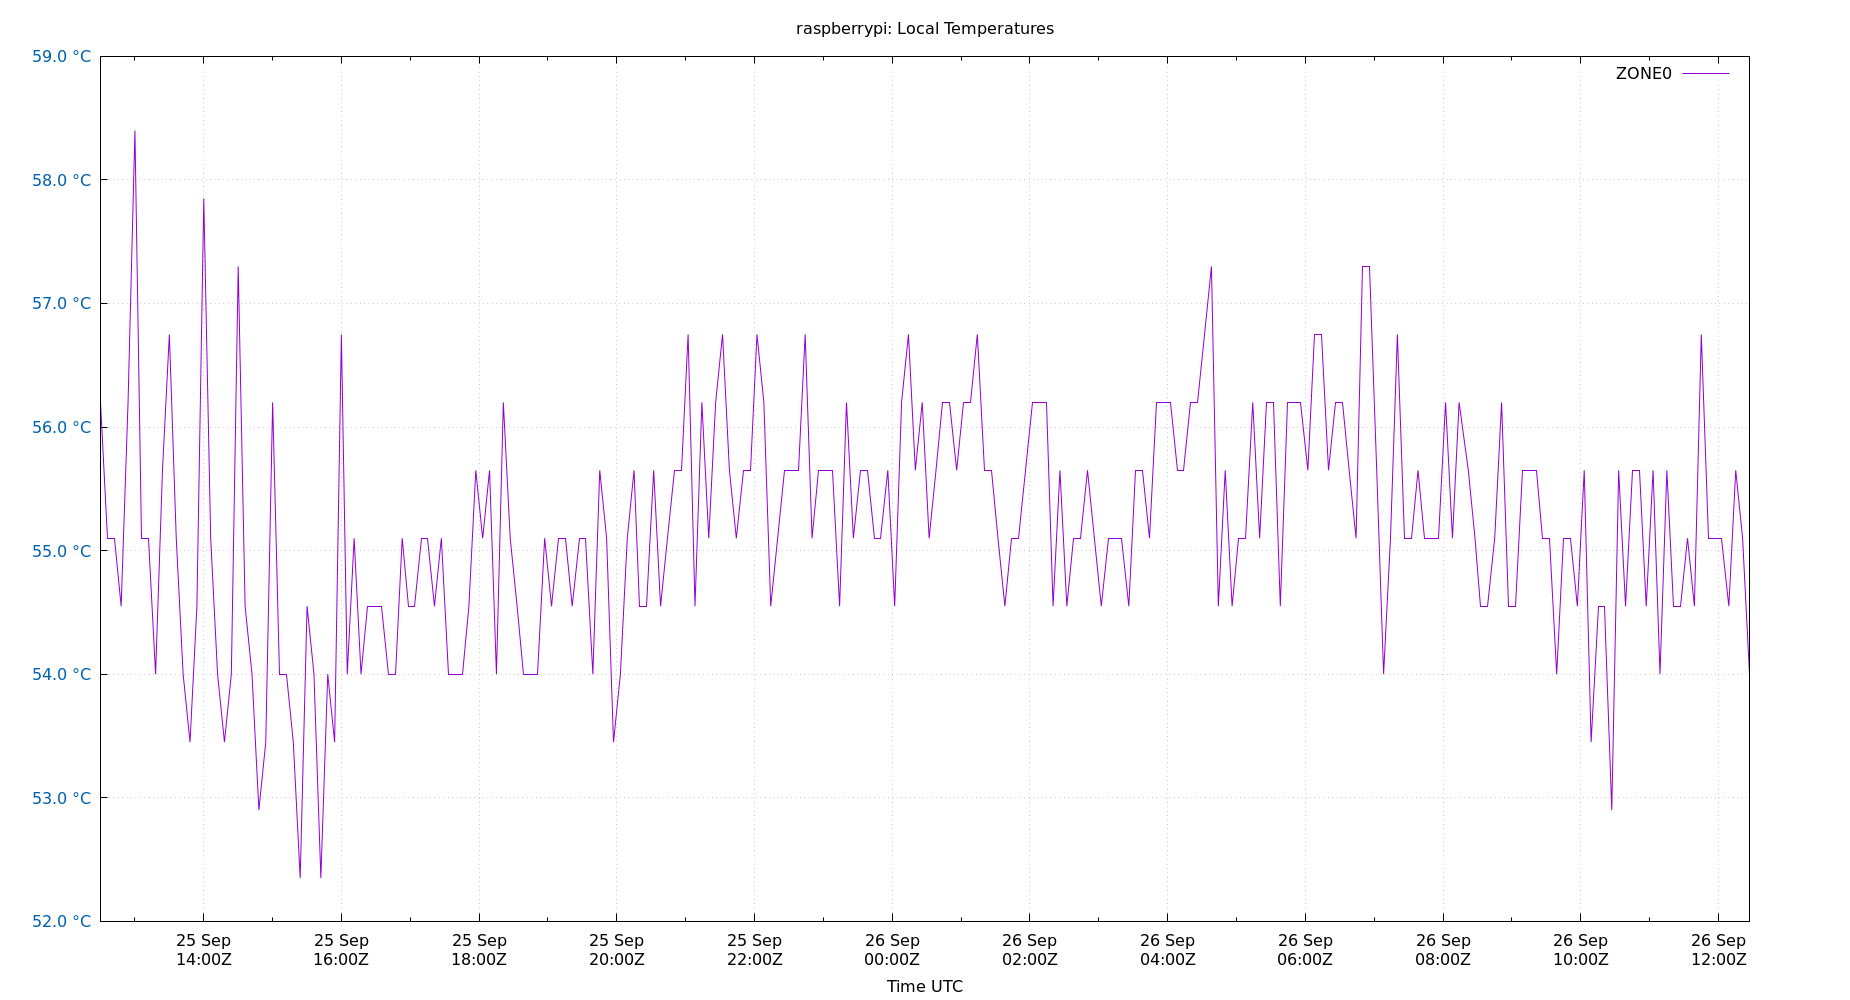 raspberrypi: Local Temperatures
59.0 °C
ZONE0
58.0 °C
57.0 °C
56.0 °C
55.0 °C
54.0 °C
53.0 °C
52.0 °C
25 Sep 25 Sep 25 Sep 25 Sep 25 Sep 26 Sep 26 Sep 26 Sep 26 Sep 26 Sep 26 Sep 26 Sep
14:00Z 16:00Z 18:00Z 20:00Z 22:00Z 00:00Z 02:00Z 04:00Z 06:00Z 08:00Z 10:00Z 12:00Z
Time UTC